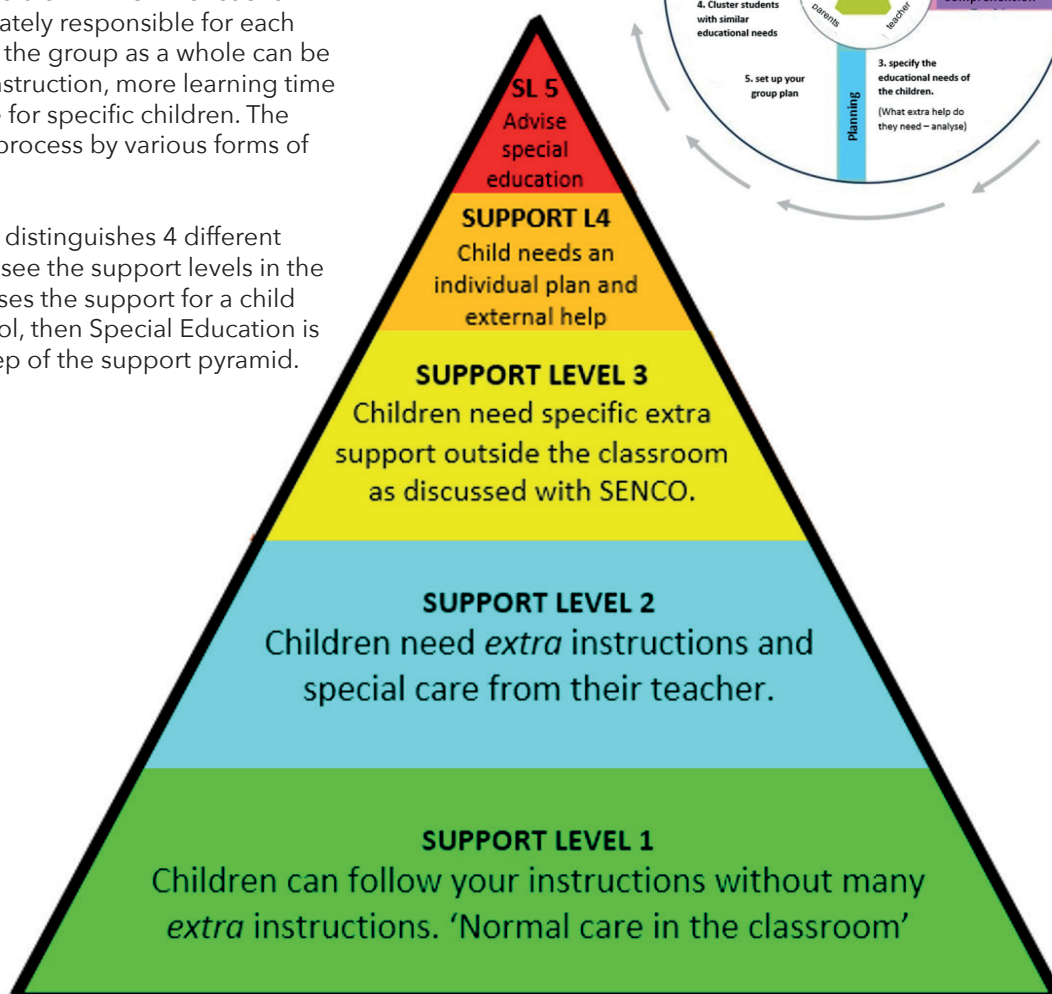 ately responsible for each
the group as a whole can be
struction, more learning time
for specific children. The
process by various forms of
distinguishes 4 different
see the support levels in the
ses the support for a child
ol, then Special Education is
ep of the support pyramid.
4. Cluster students
with similar
educational needs
parents
teacher
5. set up your
group plan
Planning
3. specify the
educational needs of
the children.
(What extra help do
they need – analyse)
SL 5
Advise
special
education
SUPPORT L4
Child needs an
individual plan and
external help
SUPPORT LEVEL 3
Children need specific extra
support outside the classroom
as discussed with SENCO.
SUPPORT LEVEL 2
Children need extra instructions and
special care from their teacher.
SUPPORT LEVEL 1
Children can follow your instructions without many
extra instructions. ‘Normal care in the classroom’